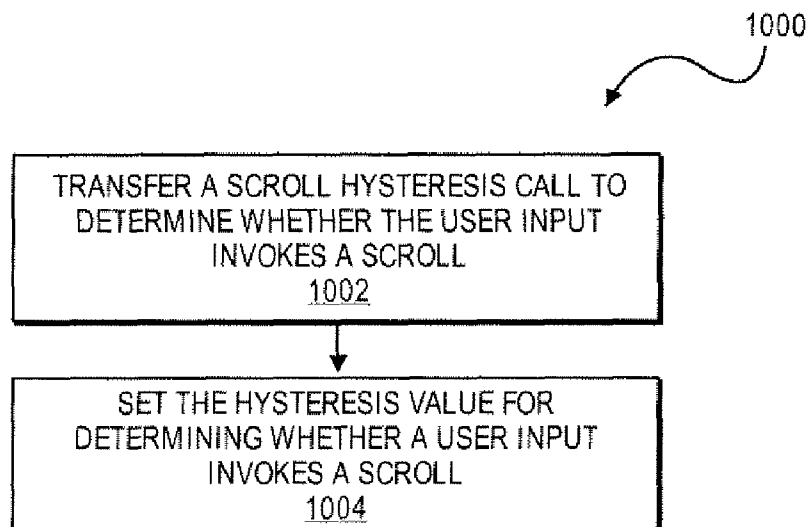 1000
TRANSFER A SCROLL HYSTERESIS CALL TO
DETERMINE WHETHER THE USER INPUT
INVOKES A SCROLL
1002
SET THE HYSTERESIS VALUE FOR
DETERMINING WHETHER A USER INPUT
INVOKES A SCROLL
1004